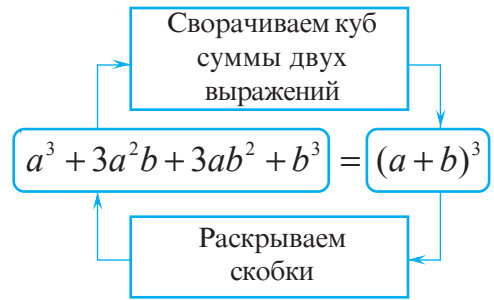 Сворачиваем куб
суммы двух
выражений
a³ + 3a²b + 3ab² + b³ = (a + b)³
Раскрываем
скобки